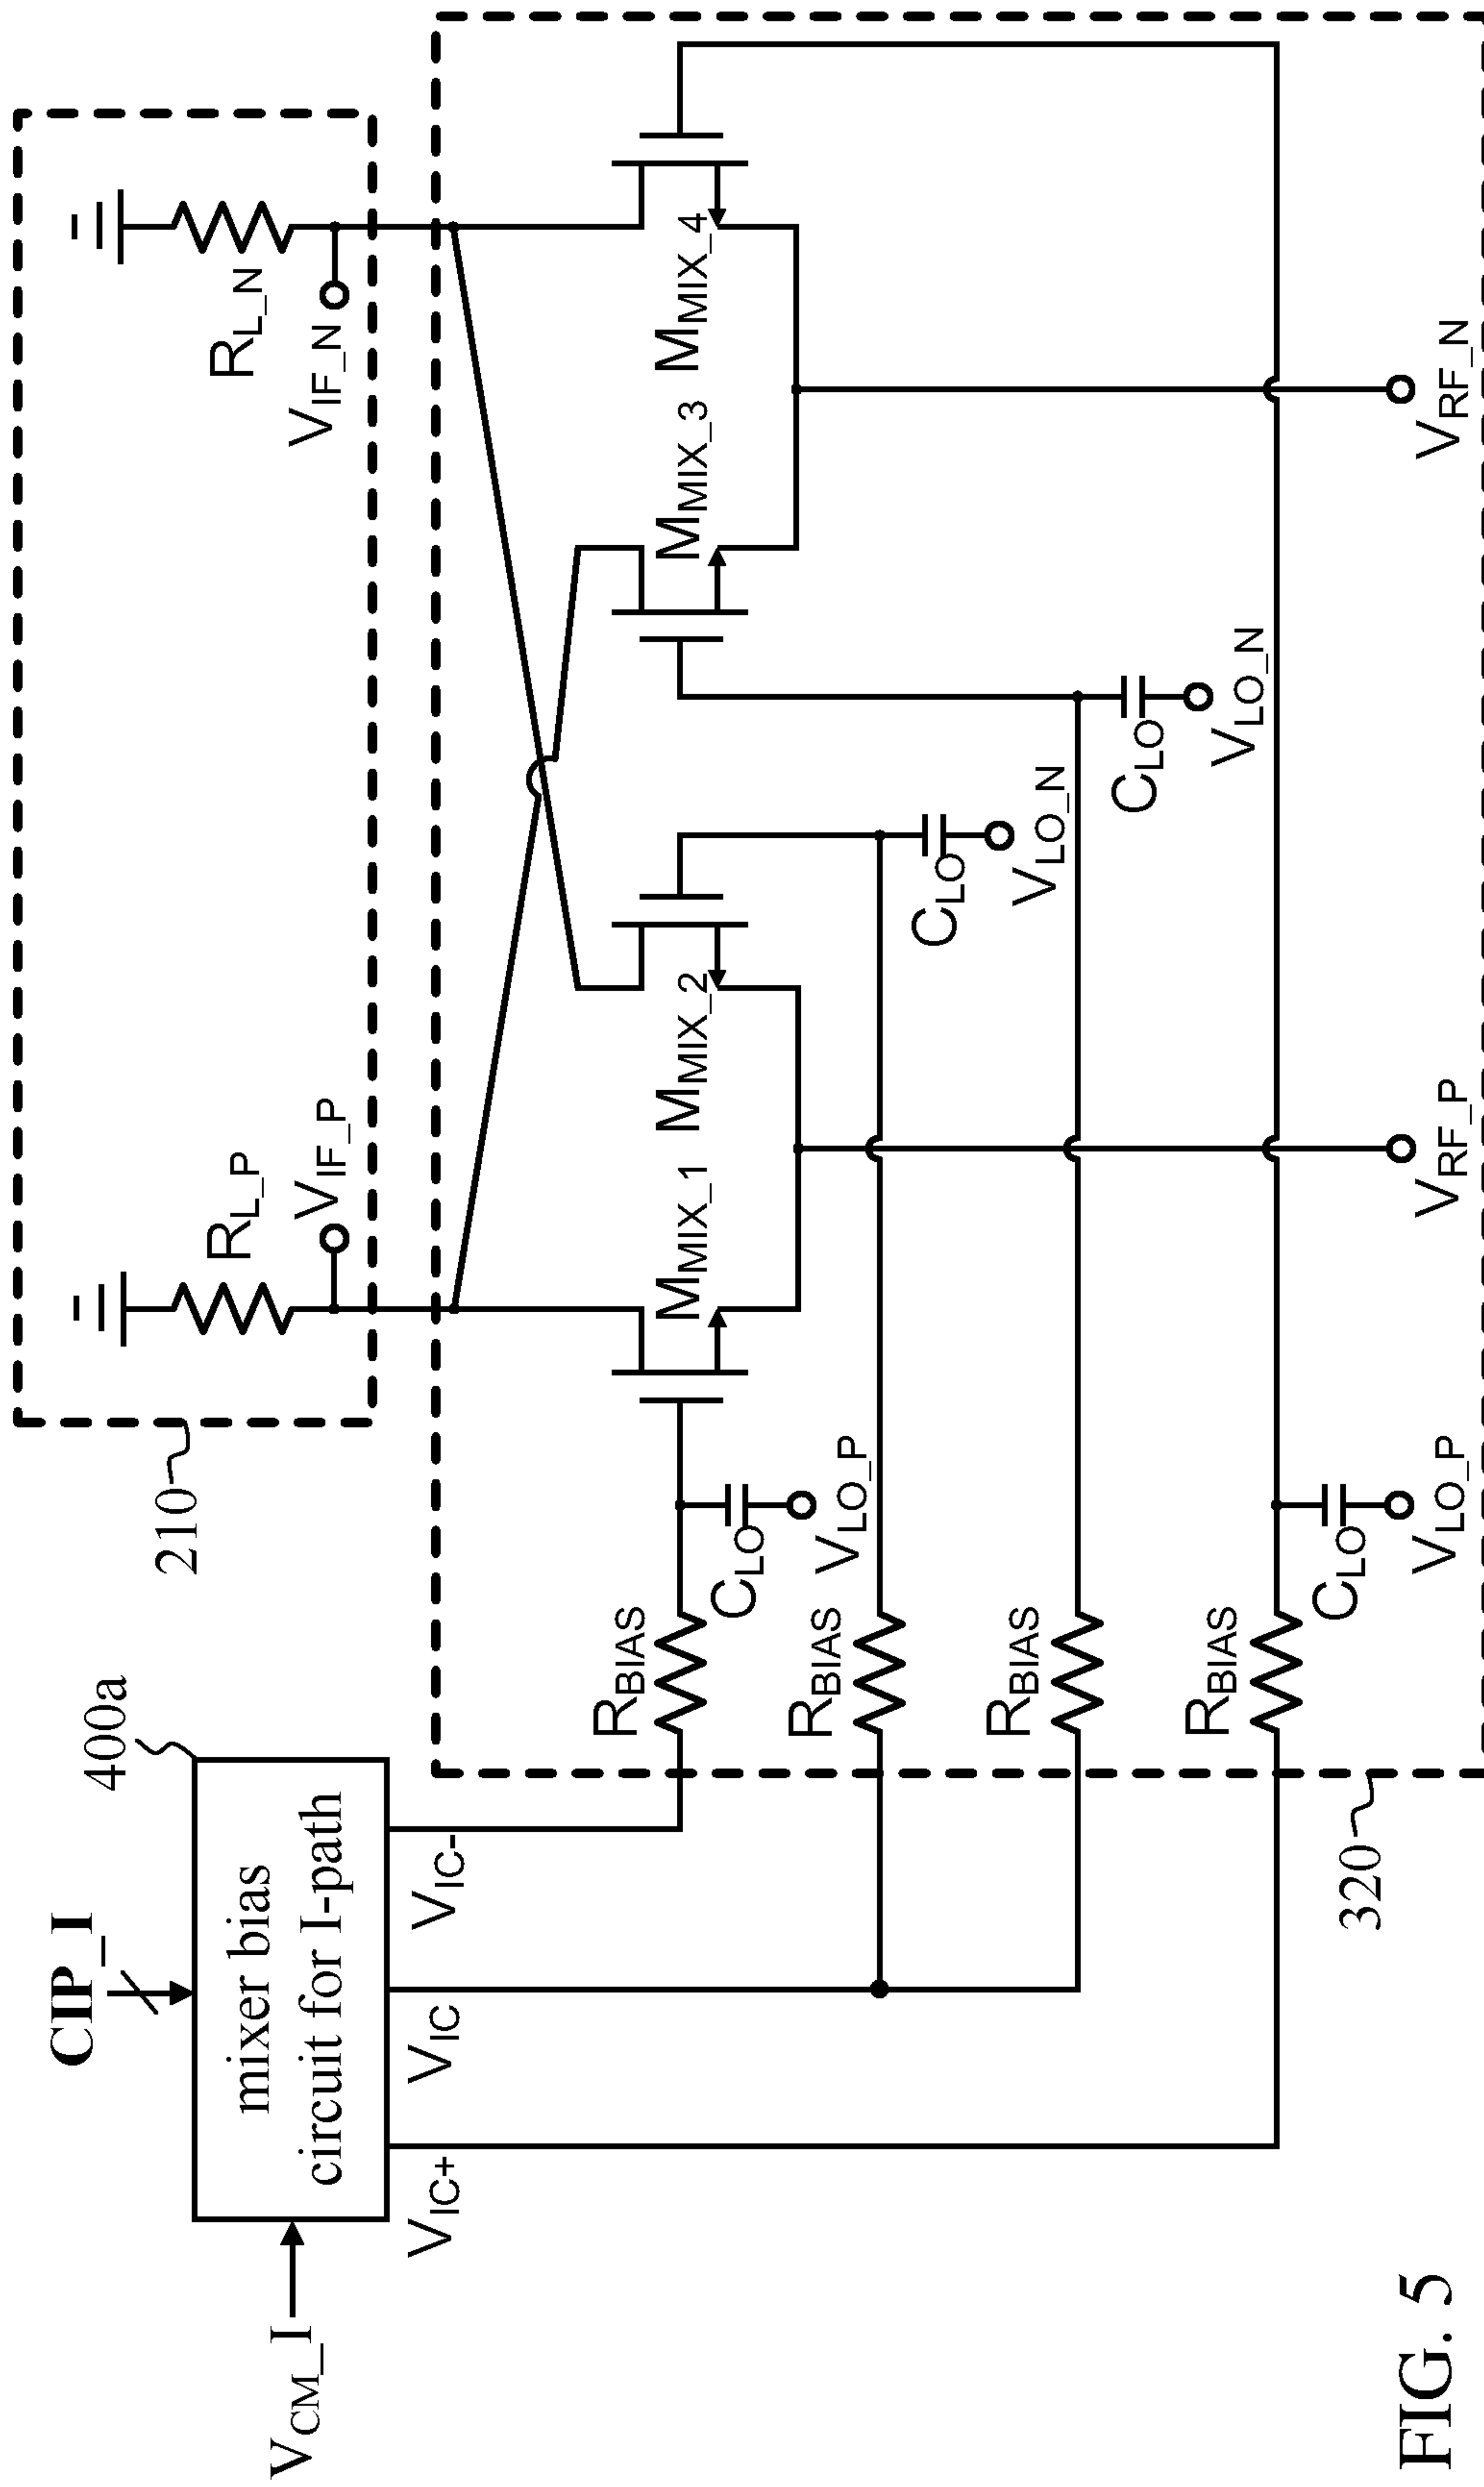 CIP_I
400a
mixer bias
circuit for I-path
V_CM_I
V_IC+
V_IC
V_IC-
210
R_L_P
V_IF_P
R_L_N
V_IF_N
M_MIX_1
M_MIX_2
M_MIX_3
M_MIX_4
R_BIAS
C_LO
V_LO_P
R_BIAS
C_LO
V_LO_N
R_BIAS
C_LO
V_LO_N
R_BIAS
C_LO
V_LO_P
320
V_RF_P
V_RF_N
FIG. 5